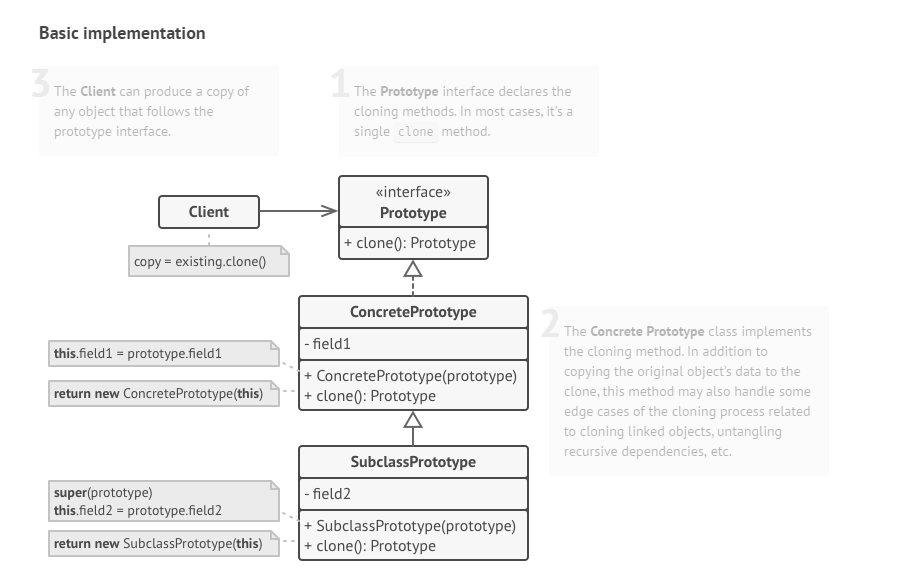 Basic implementation
3
The Client can produce a copy of
any object that follows the
prototype interface.
1
The Prototype interface declares the
cloning methods. In most cases, it's a
single clone method.
Client
«interface»
Prototype
+ clone(): Prototype
copy = existing.clone()
ConcretePrototype
- field1
+ ConcretePrototype(prototype)
+ clone(): Prototype
this.field1 = prototype.field1
return new ConcretePrototype(this)
2
The Concrete Prototype class implements
the cloning method. In addition to
copying the original object's data to the
clone, this method may also handle some
edge cases of the cloning process related
to cloning linked objects, untangling
recursive dependencies, etc.
SubclassPrototype
- field2
+ SubclassPrototype(prototype)
+ clone(): Prototype
super(prototype)
this.field2 = prototype.field2
return new SubclassPrototype(this)